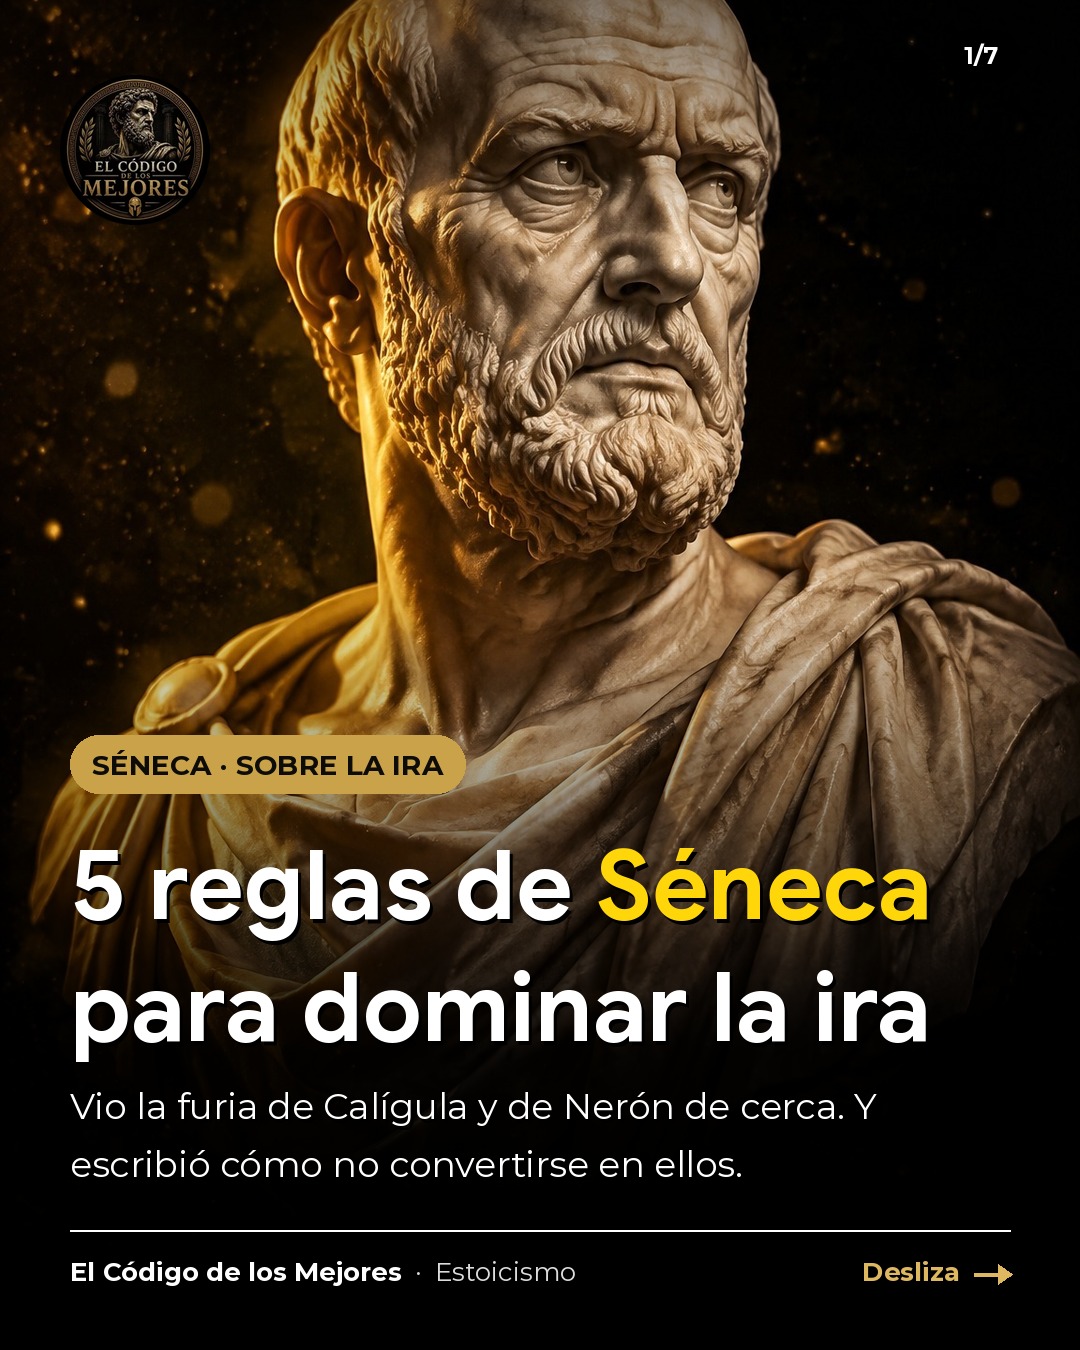 1/7
EL CÓDIGO
DE LOS
MEJORES
SÉNECA · SOBRE LA IRA
5 reglas de Séneca
para dominar la ira
Vio la furia de Calígula y de Nerón de cerca. Y
escribió cómo no convertirse en ellos.
El Código de los Mejores · Estoicismo
Desliza →